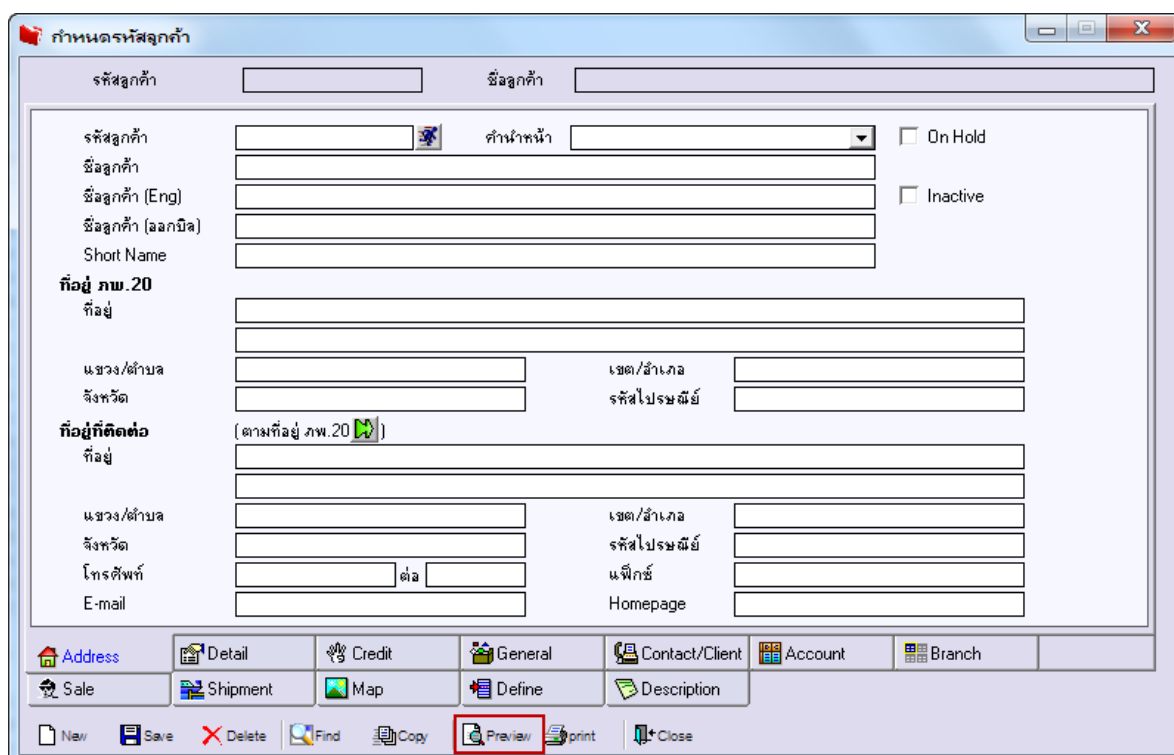 กำหนดรหัสลูกค้า
รหัสลูกค้า ชื่อลูกค้า
รหัสลูกค้า คำนำหน้า On Hold
ชื่อลูกค้า
ชื่อลูกค้า (Eng) Inactive
ชื่อลูกค้า (ออกบิล)
Short Name
ที่อยู่ ภพ.20
ที่อยู่
แขวง/ตำบล เขต/อำเภอ
จังหวัด รหัสไปรษณีย์
ที่อยู่ที่ติดต่อ (ตามที่อยู่ ภพ.20 )
ที่อยู่
แขวง/ตำบล เขต/อำเภอ
จังหวัด รหัสไปรษณีย์
โทรศัพท์ ต่อ แฟ็กซ์
E-mail Homepage
Address Detail Credit General Contact/Client Account Branch
Sale Shipment Map Define Description
New Save Delete Find Copy Preview print Close